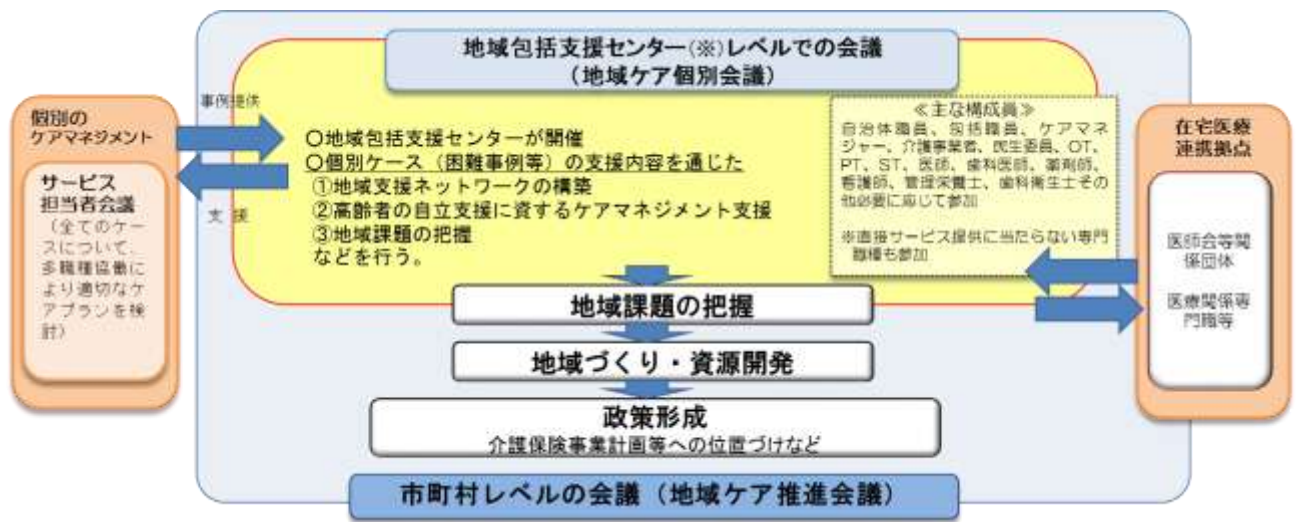 地域包括支援センター(※)レベルでの会議
(地域ケア個別会議)
事例提供
支 援
個別の
ケアマネジメント
サービス
担当者会議
(全てのケー
スについて、
多職種協働に
より適切なケ
アプランを検
討)
〇地域包括支援センターが開催
〇個別ケース(困難事例等)の支援内容を通じた
①地域支援ネットワークの構築
②高齢者の自立支援に資するケアマネジメント支援
③地域課題の把握
などを行う。
≪主な構成員≫
自治体職員、包括職員、ケアマネ
ジャー、介護事業者、民生委員、OT、
PT、ST、医師、歯科医師、薬剤師、
看護師、管理栄養士、歯科衛生士その
他必要に応じて参加
※直接サービス提供に当たらない専門
職種も参加
在宅医療
連携拠点
医師会等関
係団体
医療関係専
門職等
地域課題の把握
地域づくり・資源開発
政策形成
介護保険事業計画等への位置づけなど
市町村レベルの会議(地域ケア推進会議)